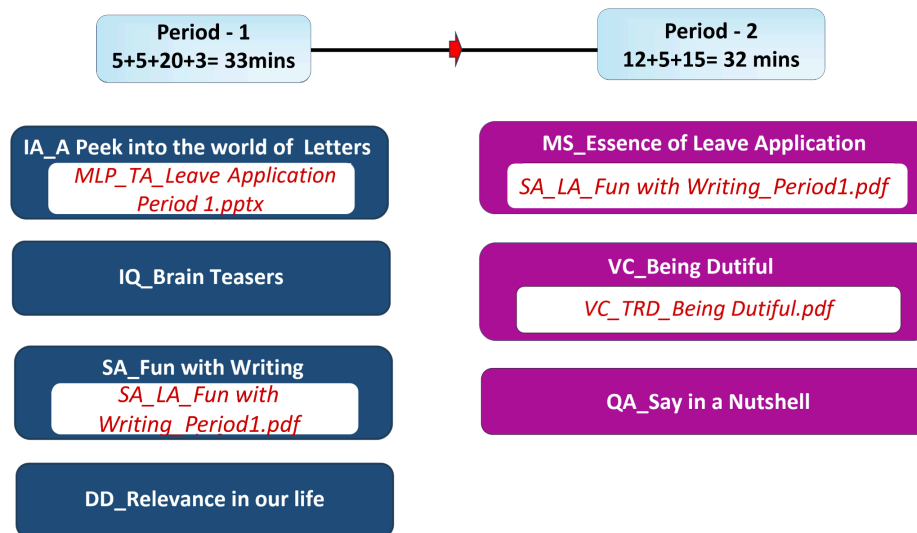 Period - 1
5+5+20+3= 33mins
Period - 2
12+5+15= 32 mins
IA_A Peek into the world of Letters
MLP_TA_Leave Application
Period 1.pptx
IQ_Brain Teasers
SA_Fun with Writing
SA_LA_Fun with
Writing_Period1.pdf
DD_Relevance in our life
MS_Essence of Leave Application
SA_LA_Fun with Writing_Period1.pdf
VC_Being Dutiful
VC_TRD_Being Dutiful.pdf
QA_Say in a Nutshell